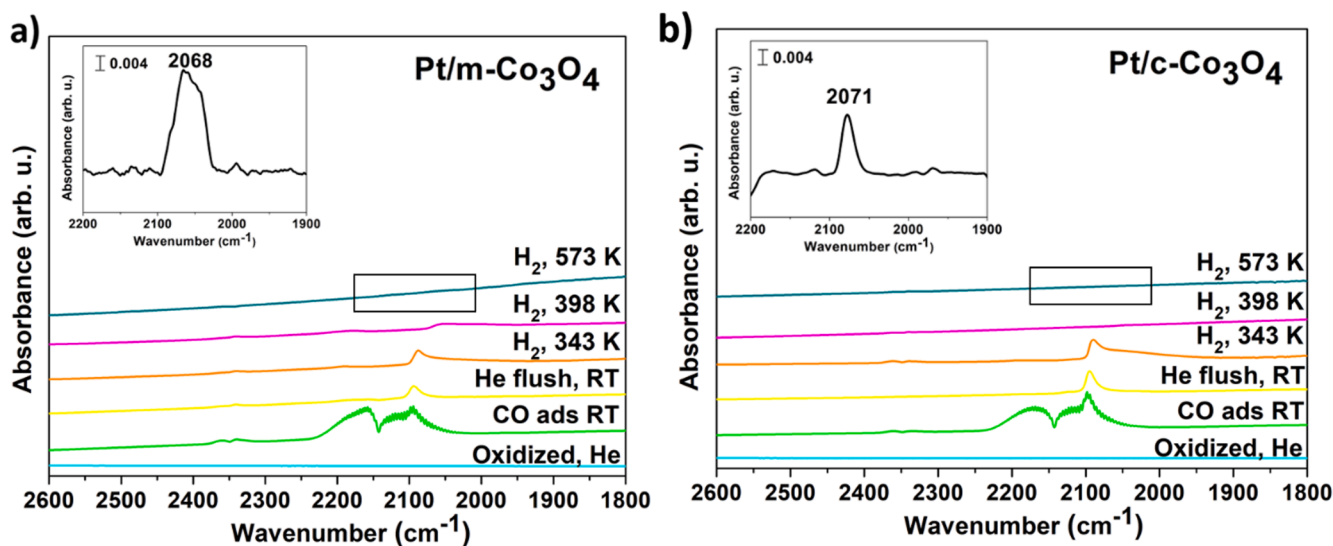 a)
Pt/m-Co₃O₄
0.004
2068
Absorbance (arb. u.)
2200 2100 2000 1900
Wavenumber (cm⁻¹)
H₂, 573 K
H₂, 398 K
H₂, 343 K
He flush, RT
CO ads RT
Oxidized, He
Absorbance (arb. u.)
2600 2500 2400 2300 2200 2100 2000 1900 1800
Wavenumber (cm⁻¹)
b)
Pt/c-Co₃O₄
0.004
2071
Absorbance (arb. u.)
2200 2100 2000 1900
Wavenumber (cm⁻¹)
H₂, 573 K
H₂, 398 K
H₂, 343 K
He flush, RT
CO ads RT
Oxidized, He
Absorbance (arb. u.)
2600 2500 2400 2300 2200 2100 2000 1900 1800
Wavenumber (cm⁻¹)